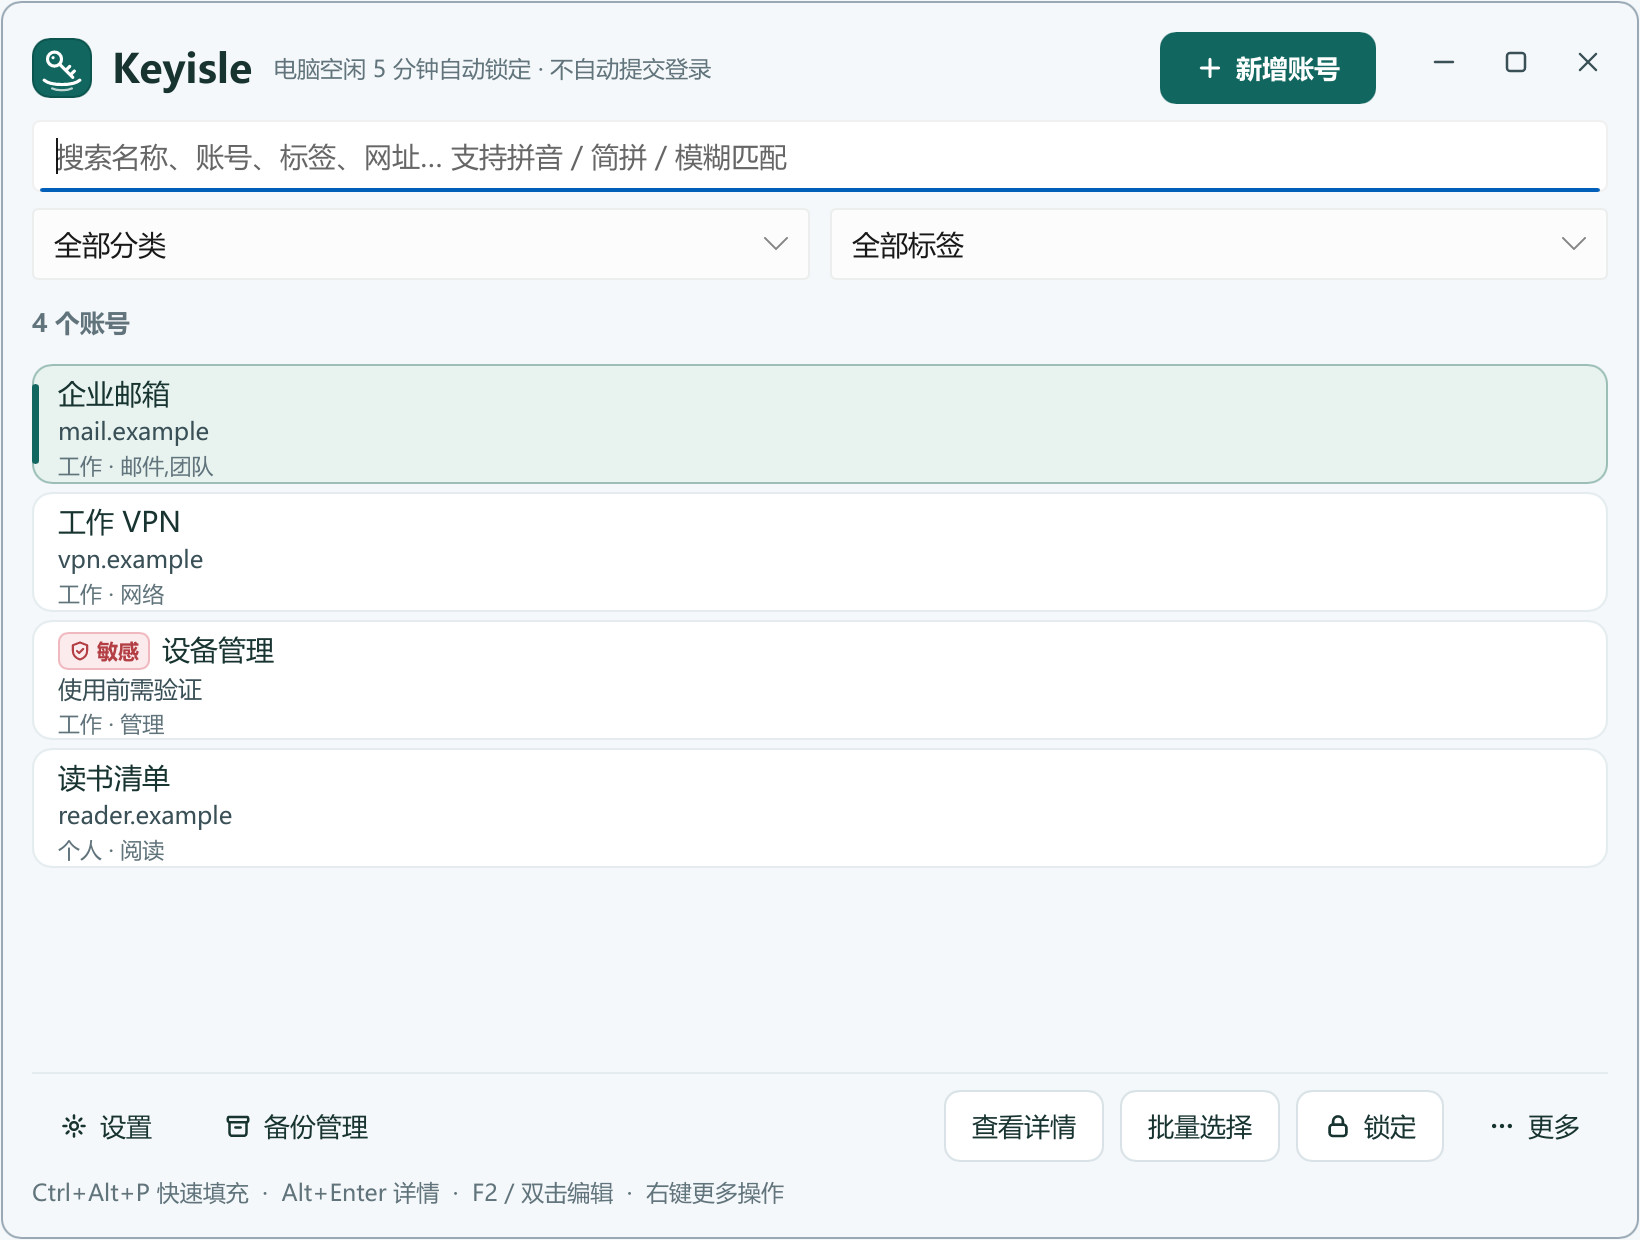 Keyisle 电脑空闲 5 分钟自动锁定 · 不自动提交登录
新增账号
搜索名称、账号、标签、网址... 支持拼音 / 简拼 / 模糊匹配
全部分类
全部标签
4 个账号
企业邮箱
mail.example
工作 · 邮件,团队
工作 VPN
vpn.example
工作 · 网络
敏感 设备管理
使用前需验证
工作 · 管理
读书清单
reader.example
个人 · 阅读
设置
备份管理
查看详情
批量选择
锁定
更多
Ctrl+Alt+P 快速填充 · Alt+Enter 详情 · F2 / 双击编辑 · 右键更多操作